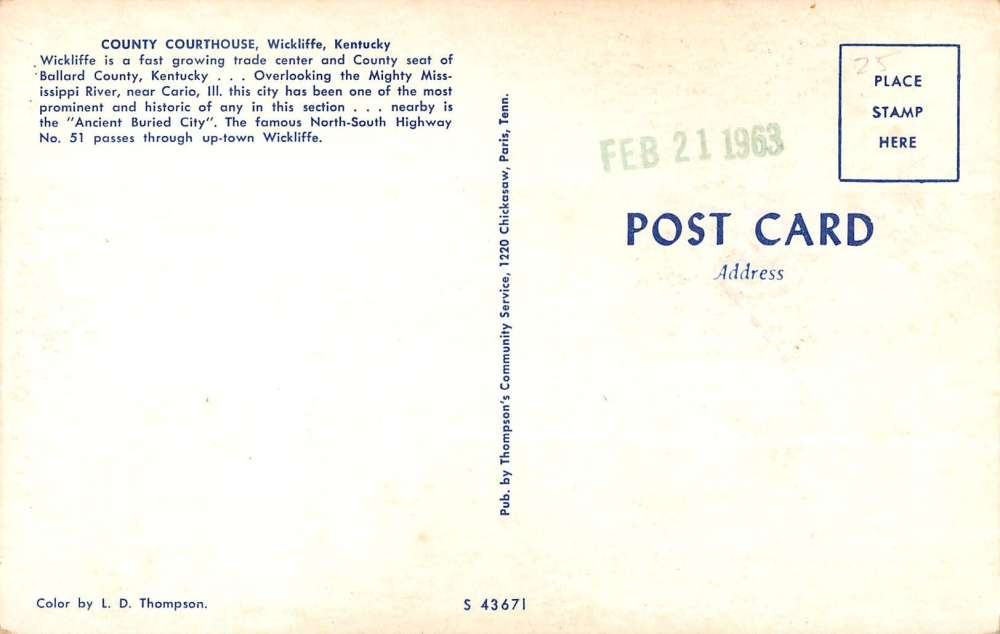 COUNTY COURTHOUSE, Wickliffe, Kentucky
Wickliffe is a fast growing trade center and County seat of
Ballard County, Kentucky . . . Overlooking the Mighty Miss-
issippi River, near Cario, Ill. this city has been one of the most
prominent and historic of any in this section . . . nearby is
the "Ancient Buried City". The famous North-South Highway
No. 51 passes through up-town Wickliffe.
Pub. by Thompson's Community Service, 1220 Chickasaw, Paris, Tenn.
25
PLACE
STAMP
HERE
FEB 21 1963
POST CARD
Address
Color by L. D. Thompson.
S 43671